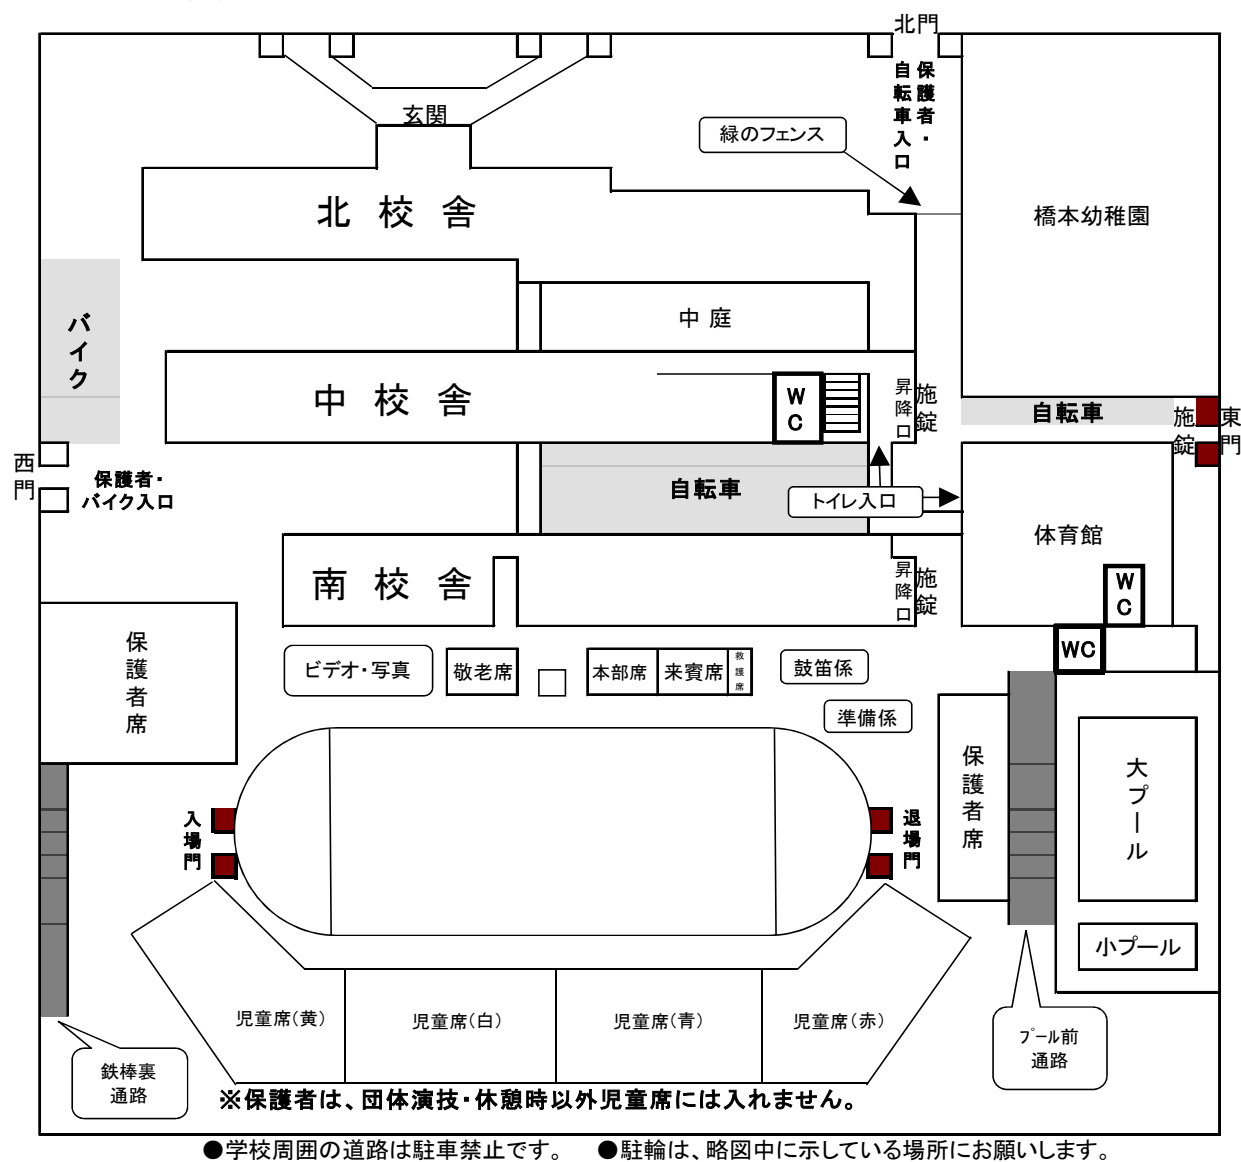 北門
保護者・
自転車入口
玄関
緑のフェンス
北 校 舎
橋本幼稚園
バイク
中 庭
中 校 舎
WC
昇降口
施錠
自転車
施錠
東門
西門
保護者・
バイク入口
自転車
トイレ入口
体育館
南 校 舎
昇降口
施錠
WC
WC
保護者席
ビデオ・写真
敬老席
本部席
来賓席
救護席
鼓笛係
準備係
保護者席
大プール
入場門
退場門
小プール
児童席(黄)
児童席(白)
児童席(青)
児童席(赤)
プール前
通路
鉄棒裏
通路
※保護者は、団体演技・休憩時以外児童席には入れません。
●学校周囲の道路は駐車禁止です。 ●駐輪は、略図中に示している場所にお願いします。